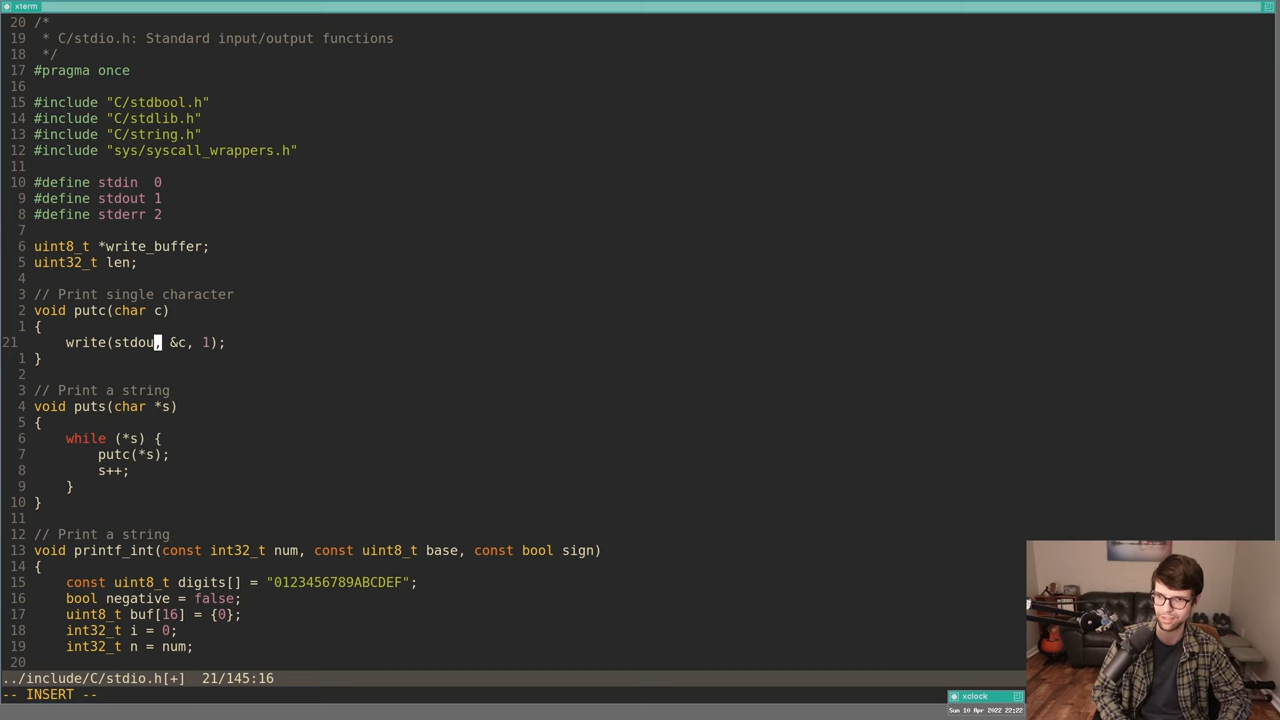 xterm
20 /*
19  * C/stdio.h: Standard input/output functions
18  */
17 #pragma once
16
15 #include "C/stdbool.h"
14 #include "C/stdlib.h"
13 #include "C/string.h"
12 #include "sys/syscall_wrappers.h"
11
10 #define stdin  0
9 #define stdout 1
8 #define stderr 2
7
6 uint8_t *write_buffer;
5 uint32_t len;
4
3 // Print single character
2 void putc(char c)
1 {
21     write(stdou, &c, 1);
1 }
2
3 // Print a string
4 void puts(char *s)
5 {
6     while (*s) {
7         putc(*s);
8         s++;
9     }
10 }
11
12 // Print a string
13 void printf_int(const int32_t num, const uint8_t base, const bool sign)
14 {
15     const uint8_t digits[] = "0123456789ABCDEF";
16     bool negative = false;
17     uint8_t buf[16] = {0};
18     int32_t i = 0;
19     int32_t n = num;
20
../include/C/stdio.h[+]  21/145:16
-- INSERT --
xclock
Sun 10 Apr 2022 22:22